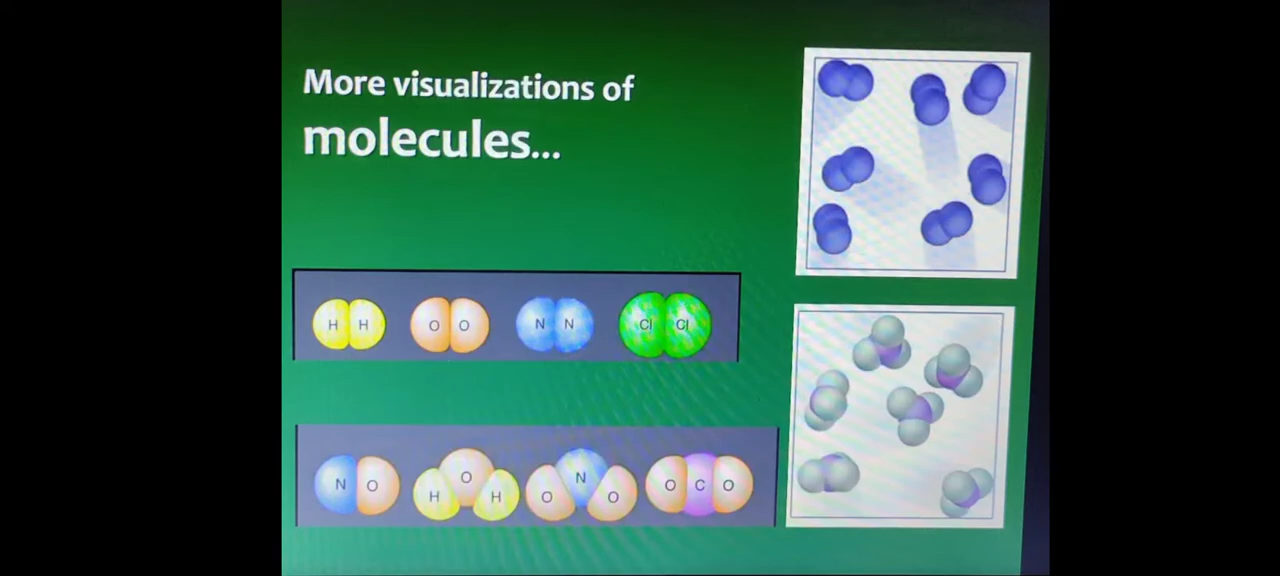 More visualizations of
molecules...
H H O O N N Cl Cl
N O H O H O N O O C O